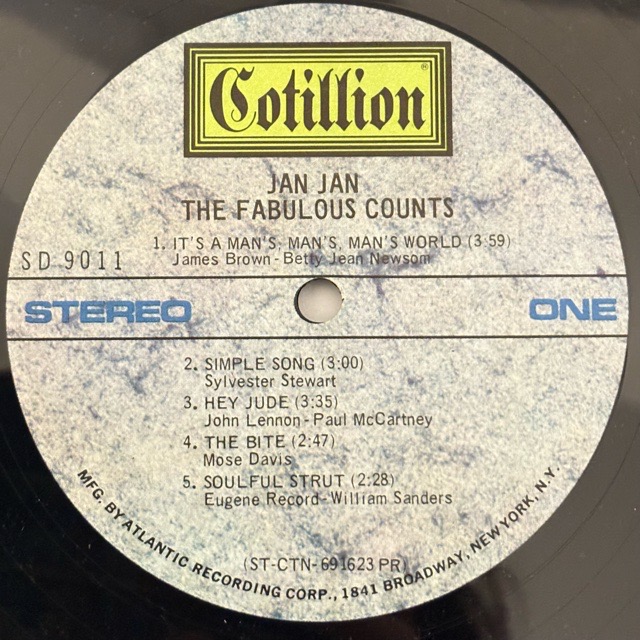 Cotillion®
JAN JAN
THE FABULOUS COUNTS
1. IT'S A MAN'S, MAN'S, MAN'S WORLD (3:59)
James Brown - Betty Jean Newsom
SD 9011
STEREO
ONE
2. SIMPLE SONG (3:00)
Sylvester Stewart
3. HEY JUDE (3:35)
John Lennon - Paul McCartney
4. THE BITE (2:47)
Mose Davis
5. SOULFUL STRUT (2:28)
Eugene Record-William Sanders
(ST-CTN-691623 PR)
MFG. BY ATLANTIC RECORDING CORP., 1841 BROADWAY, NEW YORK, N.Y.